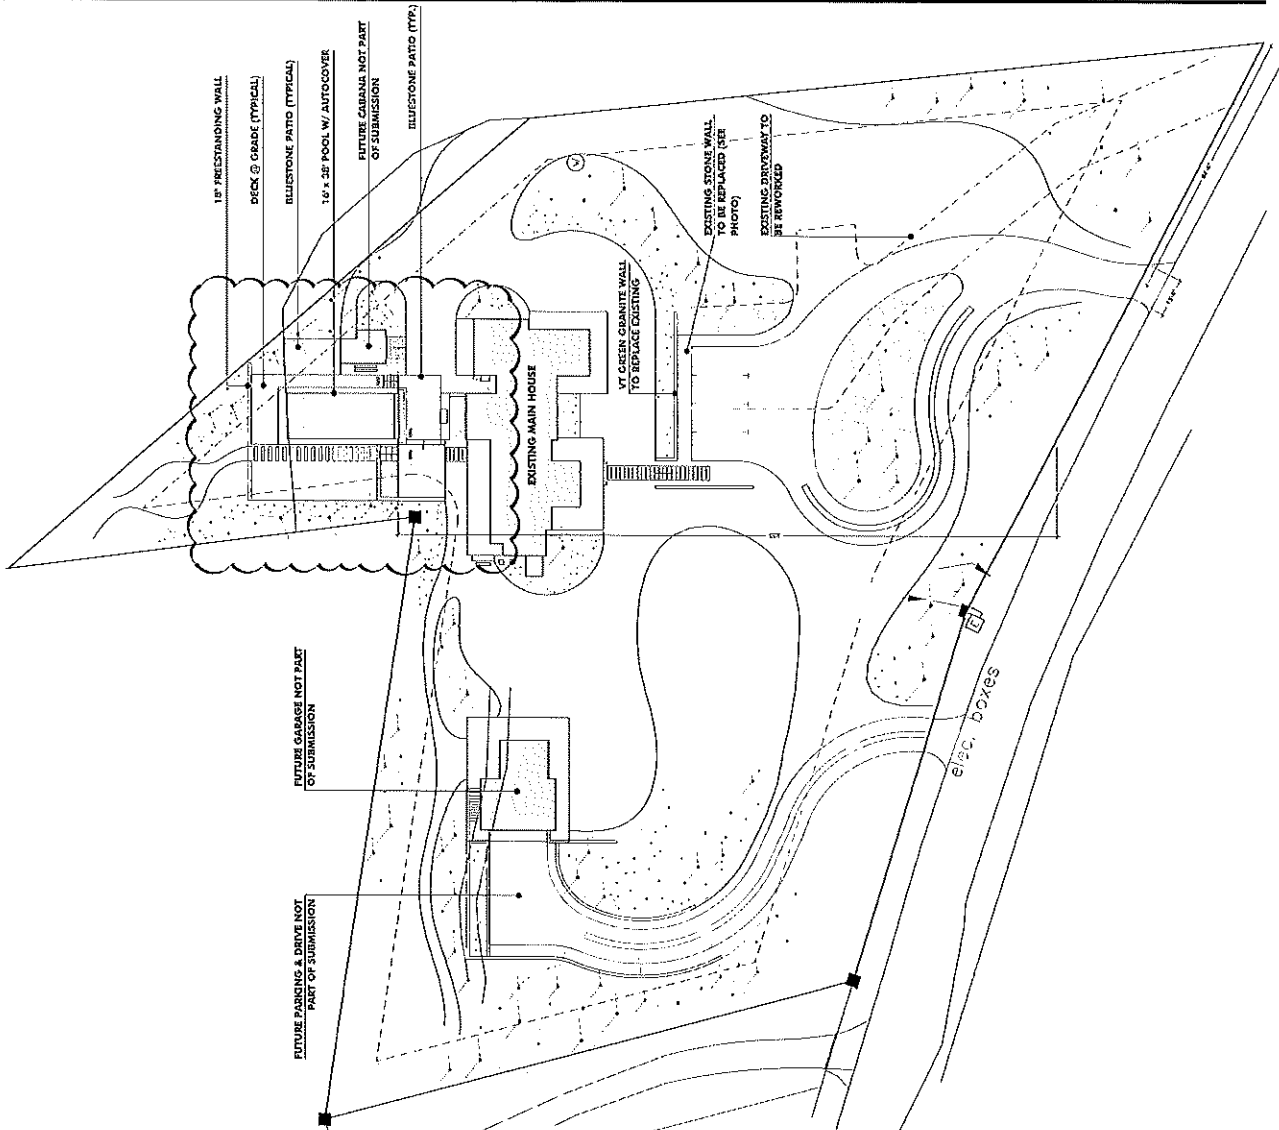 18" FREESTANDING WALL
DECK @ GRADE (TYPICAL)
BLUESTONE PATIO (TYPICAL)
16' x 38' POOL W/ AUTOCOVER
FUTURE CABANA NOT PART
OF SUBMISSION
BLUESTONE PATIO (TYP.)
EXISTING STONE WALL
TO BE REPLACED (SEE
PHOTO)
EXISTING DRIVEWAY TO
BE REWORKED
VT GREEN GRANITE WALL
TO REPLACE EXISTING
EXISTING MAIN HOUSE
V
E
elec. boxes
FUTURE GARAGE NOT PART
OF SUBMISSION
FUTURE PARKING & DRIVE NOT
PART OF SUBMISSION